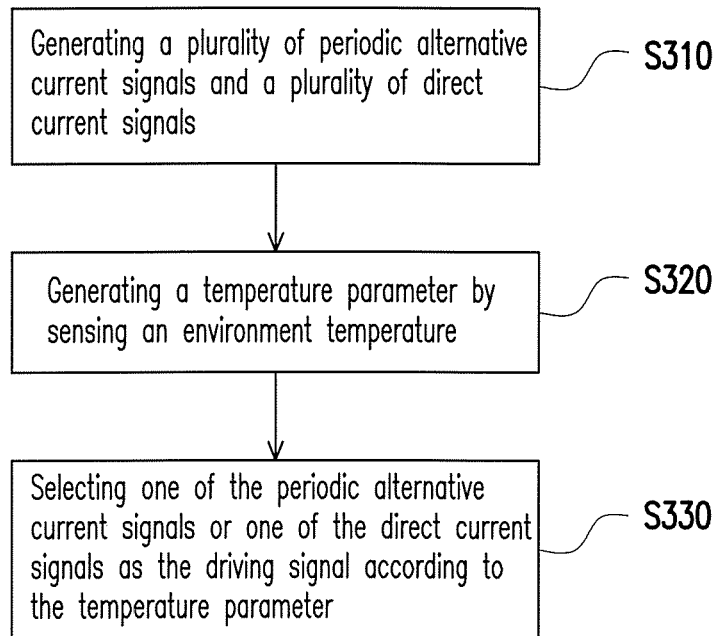 Generating a plurality of periodic alternative
current signals and a plurality of direct
current signals
S310
Generating a temperature parameter by
sensing an environment temperature
S320
Selecting one of the periodic alternative
current signals or one of the direct current
signals as the driving signal according to
the temperature parameter
S330